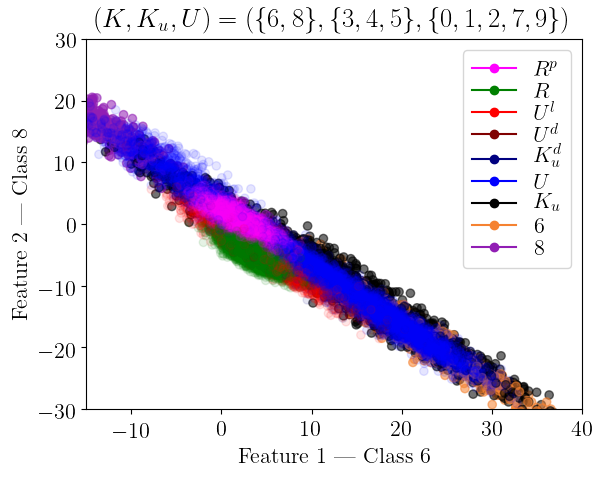 (K, K_u, U) = ({6, 8}, {3, 4, 5}, {0, 1, 2, 7, 9})
30
20
10
0
−10
−20
−30
Feature 2 — Class 8
R^p
R
U^l
U^d
K_u^d
U
K_u
6
8
−10
0
10
20
30
40
Feature 1 — Class 6